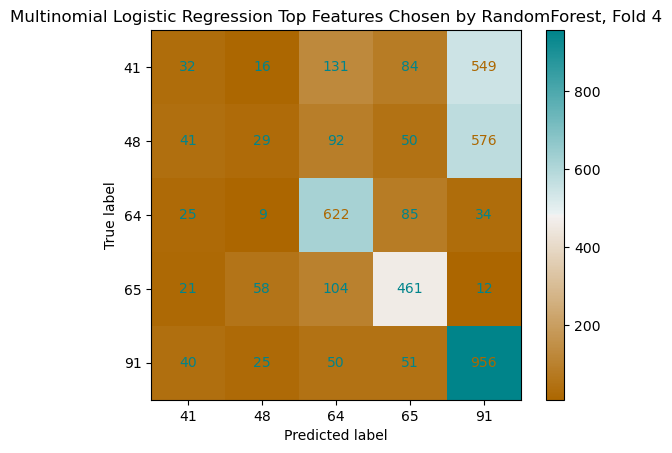 Multinomial Logistic Regression Top Features Chosen by RandomForest, Fold 4
41 32 16 131 84 549
48 41 29 92 50 576
64 25 9 622 85 34
65 21 58 104 461 12
91 40 25 50 51 956
41 48 64 65 91
Predicted label
True label
800
600
400
200